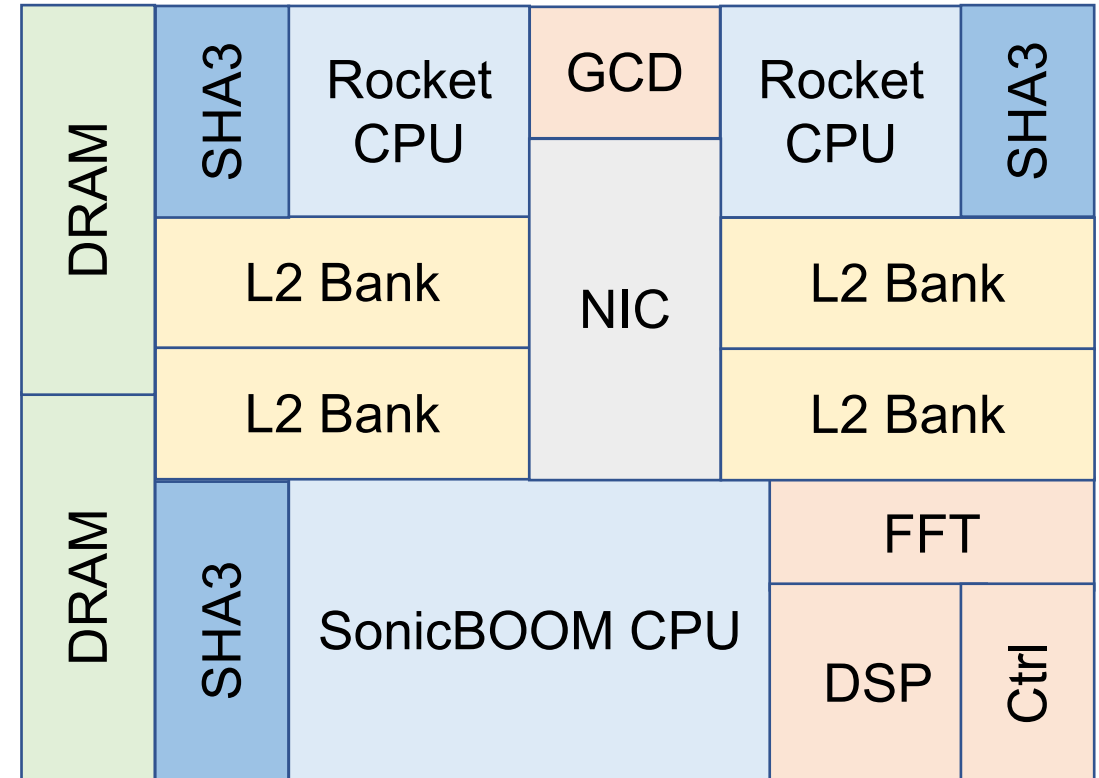 DRAM
SHA3
Rocket
CPU
GCD
Rocket
CPU
SHA3
L2 Bank
NIC
L2 Bank
L2 Bank
L2 Bank
DRAM
SHA3
SonicBOOM CPU
FFT
DSP
Ctrl